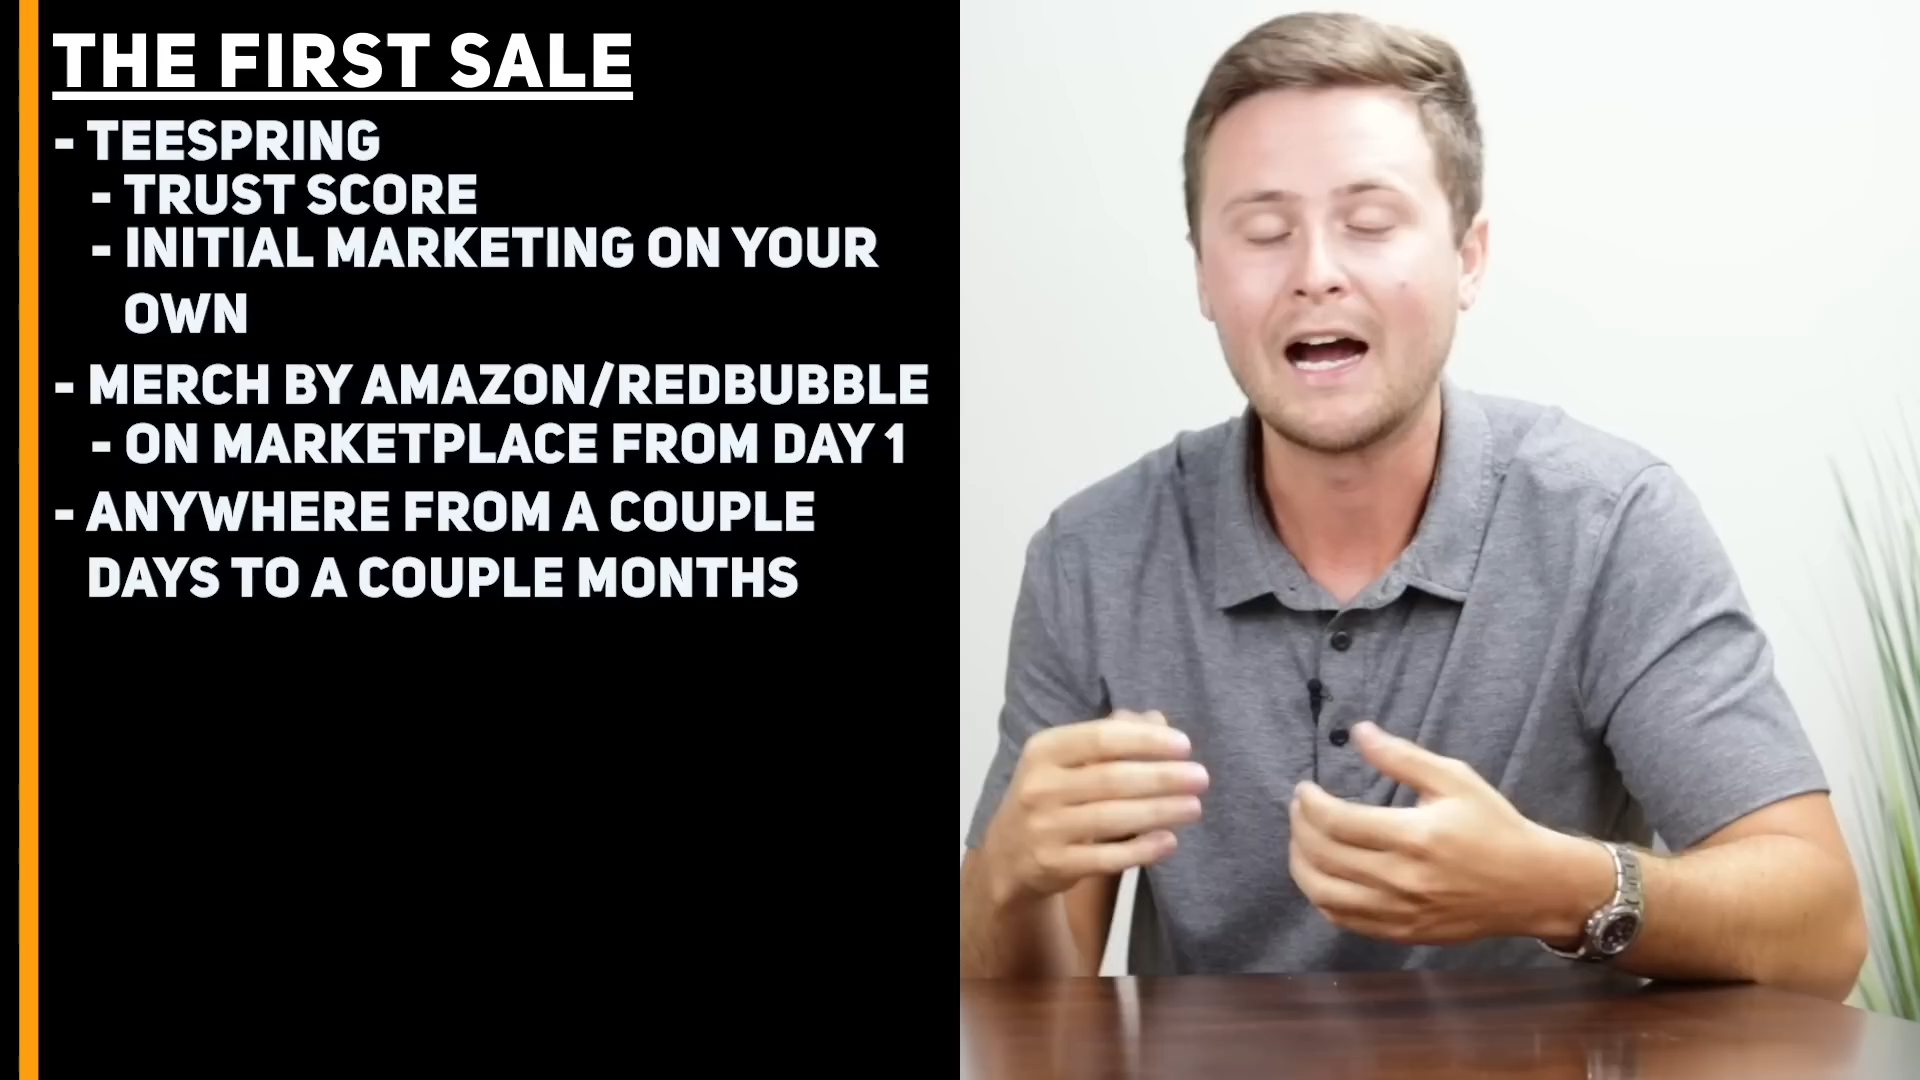 THE FIRST SALE
- TEESPRING
- TRUST SCORE
- INITIAL MARKETING ON YOUR
OWN
- MERCH BY AMAZON/REDBUBBLE
- ON MARKETPLACE FROM DAY 1
- ANYWHERE FROM A COUPLE
DAYS TO A COUPLE MONTHS